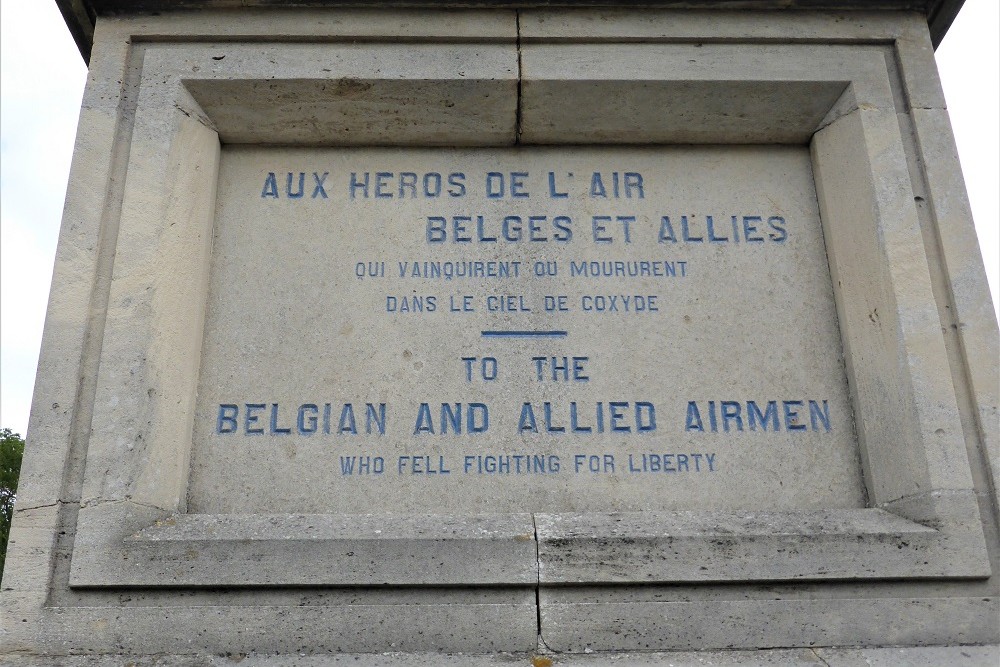 AUX HEROS DE L'AIR
BELGES ET ALLIES
QUI VAINQUIRENT OU MOURURENT
DANS LE CIEL DE COXYDE
TO THE
BELGIAN AND ALLIED AIRMEN
WHO FELL FIGHTING FOR LIBERTY